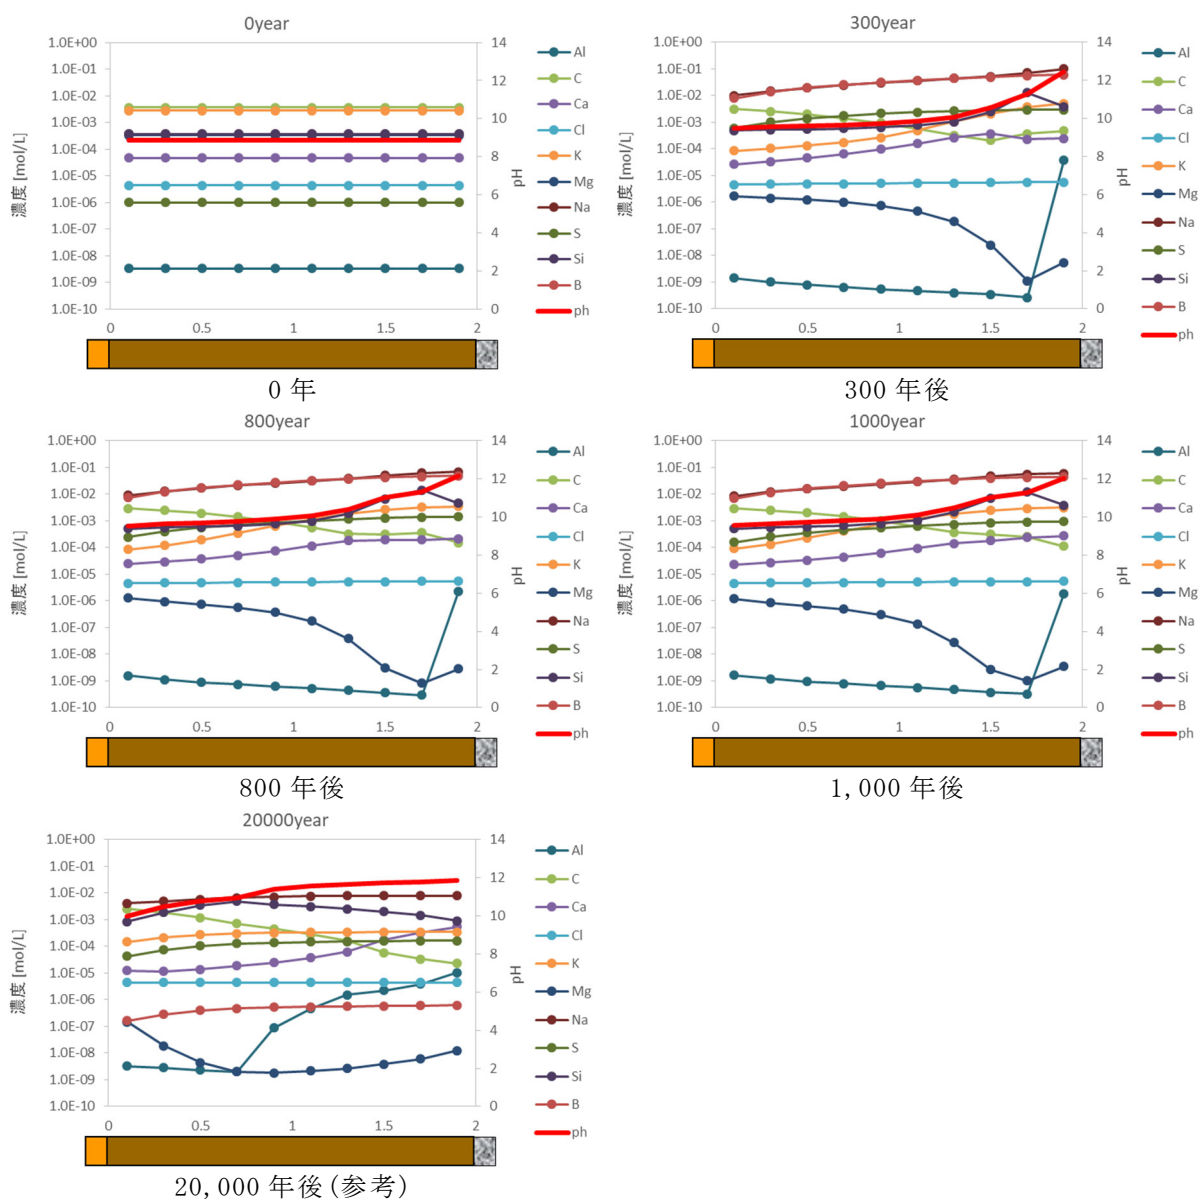 0year
1.0E+00
1.0E-01
1.0E-02
1.0E-03
1.0E-04
1.0E-05
1.0E-06
1.0E-07
1.0E-08
1.0E-09
1.0E-10
濃度 [mol/L]
14
12
10
8
6
4
2
0
pH
0 0.5 1 1.5 2
Al
C
Ca
Cl
K
Mg
Na
S
Si
B
ph
0 年
300year
1.0E+00
1.0E-01
1.0E-02
1.0E-03
1.0E-04
1.0E-05
1.0E-06
1.0E-07
1.0E-08
1.0E-09
1.0E-10
濃度 [mol/L]
14
12
10
8
6
4
2
0
pH
0 0.5 1 1.5 2
Al
C
Ca
Cl
K
Mg
Na
S
Si
B
ph
300 年後
800year
1.0E+00
1.0E-01
1.0E-02
1.0E-03
1.0E-04
1.0E-05
1.0E-06
1.0E-07
1.0E-08
1.0E-09
1.0E-10
濃度 [mol/L]
14
12
10
8
6
4
2
0
pH
0 0.5 1 1.5 2
Al
C
Ca
Cl
K
Mg
Na
S
Si
B
ph
800 年後
1000year
1.0E+00
1.0E-01
1.0E-02
1.0E-03
1.0E-04
1.0E-05
1.0E-06
1.0E-07
1.0E-08
1.0E-09
1.0E-10
濃度 [mol/L]
14
12
10
8
6
4
2
0
pH
0 0.5 1 1.5 2
Al
C
Ca
Cl
K
Mg
Na
S
Si
B
ph
1,000 年後
20000year
1.0E+00
1.0E-01
1.0E-02
1.0E-03
1.0E-04
1.0E-05
1.0E-06
1.0E-07
1.0E-08
1.0E-09
1.0E-10
濃度 [mol/L]
14
12
10
8
6
4
2
0
pH
0 0.5 1 1.5 2
Al
C
Ca
Cl
K
Mg
Na
S
Si
B
ph
20,000 年後(参考)